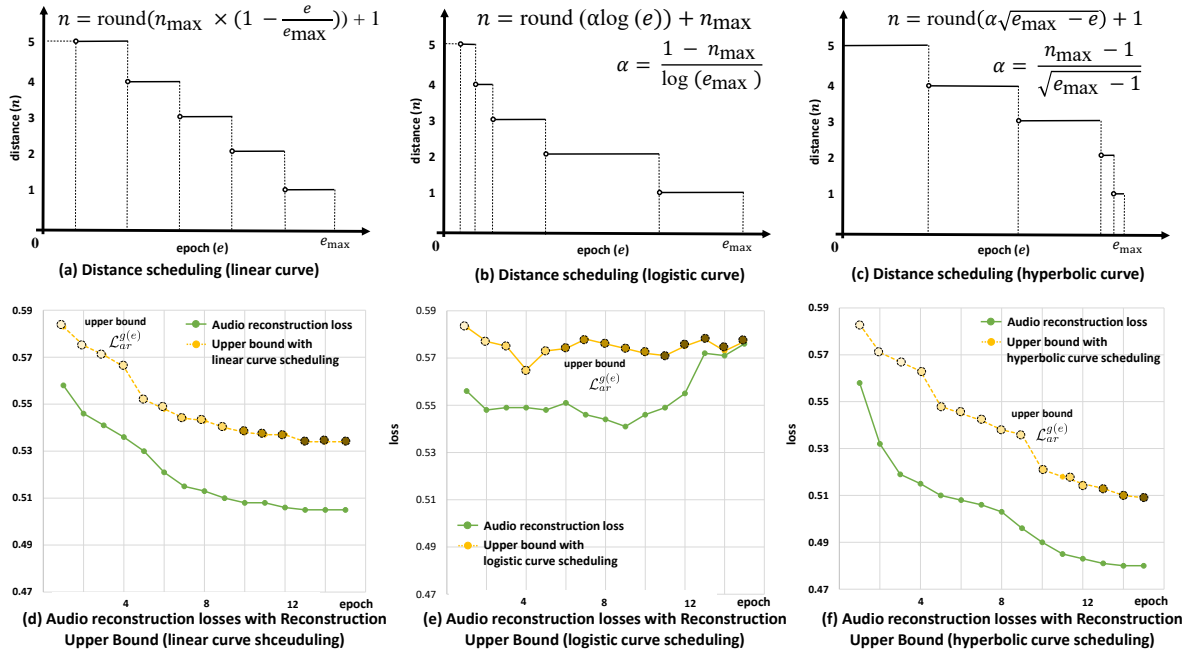 n = round(n_max × (1 − e/e_max)) + 1
5
4
3
2
1
0
distance (n)
epoch (e)
e_max
(a) Distance scheduling (linear curve)
n = round (αlog (e)) + n_max
α = (1 − n_max)/(log (e_max))
5
4
3
2
1
0
distance (n)
epoch (e)
e_max
(b) Distance scheduling (logistic curve)
n = round(α√(e_max − e)) + 1
α = (n_max − 1)/√(e_max − 1)
5
4
3
2
1
0
distance (n)
epoch (e)
e_max
(c) Distance scheduling (hyperbolic curve)
0.59
0.57
0.55
0.53
0.51
0.49
0.47
loss
upper bound
ℒ_ar^g(e)
Audio reconstruction loss
Upper bound with
linear curve scheduling
4
8
12
epoch
(d) Audio reconstruction losses with Reconstruction
Upper Bound (linear curve shceuduling)
0.59
0.57
0.55
0.53
0.51
0.49
0.47
loss
upper bound
ℒ_ar^g(e)
Audio reconstruction loss
Upper bound with
logistic curve scheduling
4
8
12
epoch
(e) Audio reconstruction losses with Reconstruction
Upper Bound (logistic curve scheduling)
0.59
0.57
0.55
0.53
0.51
0.49
0.47
loss
Audio reconstruction loss
Upper bound with
hyperbolic curve scheduling
upper bound
ℒ_ar^g(e)
4
8
12
epoch
(f) Audio reconstruction losses with Reconstruction
Upper Bound (hyperbolic curve scheduling)